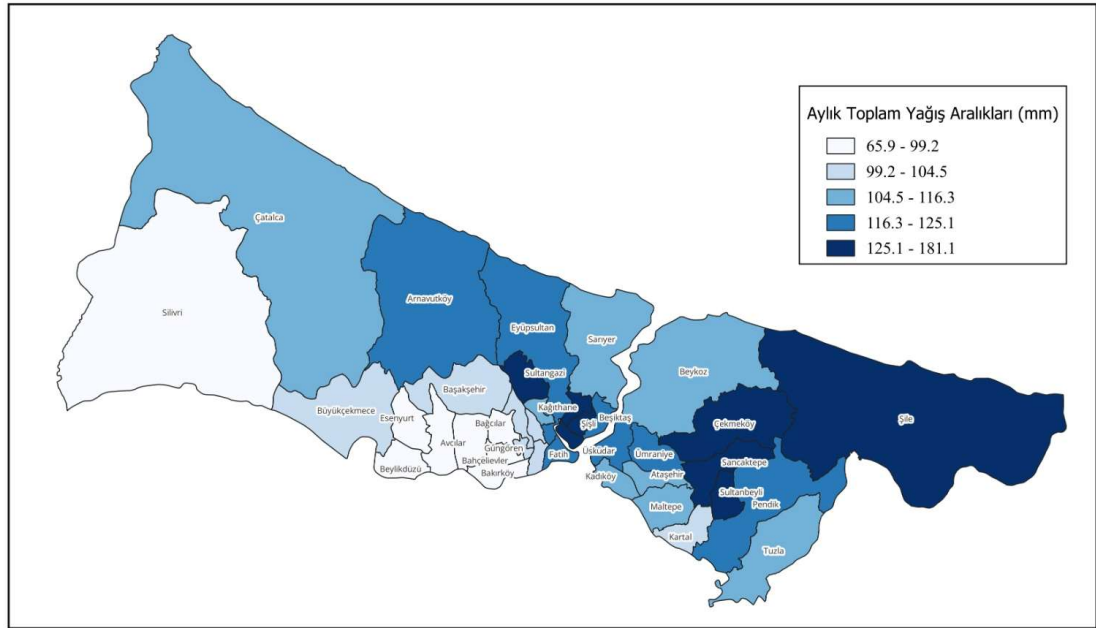 Aylık Toplam Yağış Aralıkları (mm)
65.9 - 99.2
99.2 - 104.5
104.5 - 116.3
116.3 - 125.1
125.1 - 181.1
Çatalca
Silivri
Arnavutköy
Eyüpsultan
Sarıyer
Beykoz
Sultangazi
Başakşehir
Büyükçekmece
Esenyurt
Kağıthane
Beşiktaş
Şişli
Çekmeköy
Şile
Bağcılar
Avcılar
Güngören
Fatih
Üsküdar
Ümraniye
Sancaktepe
Bahçelievler
Beylikdüzü
Bakırköy
Kadıköy
Ataşehir
Sultanbeyli
Pendik
Maltepe
Kartal
Tuzla